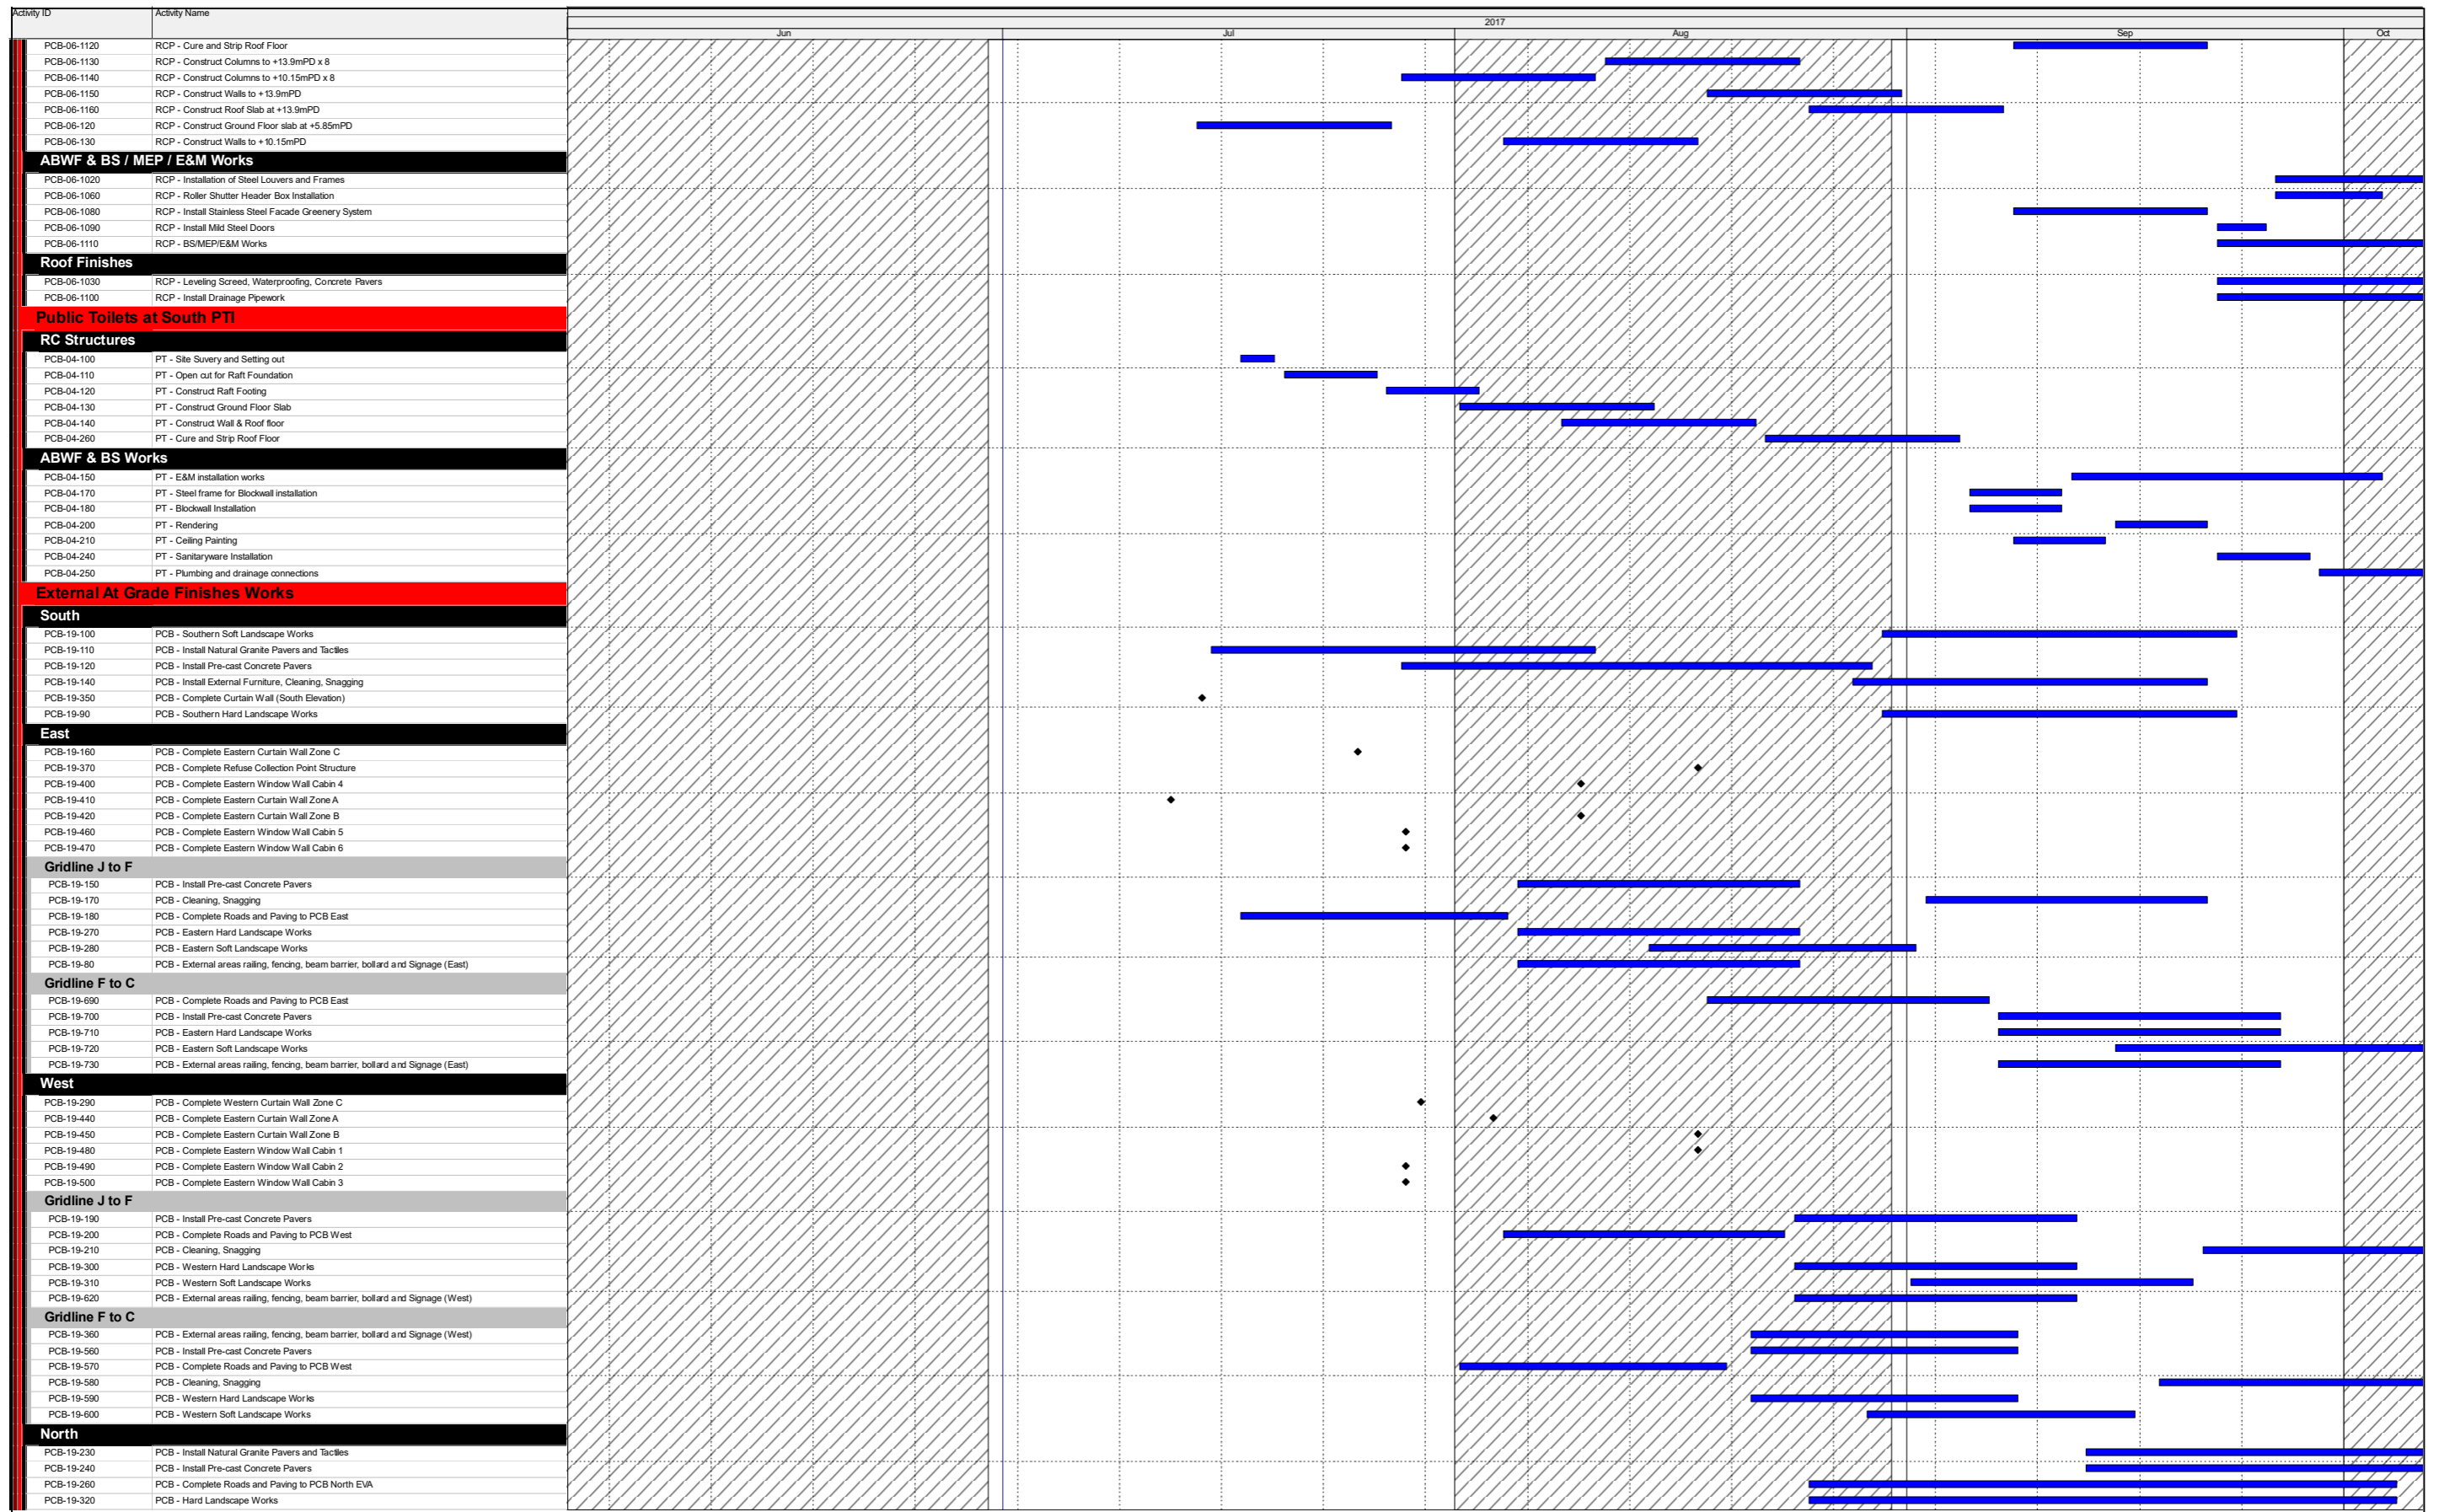 Activity ID Activity Name
2017
Jun Jul Aug Sep Oct
PCB-06-1120 RCP - Cure and Strip Roof Floor
PCB-06-1130 RCP - Construct Columns to +13.9mPD x 8
PCB-06-1140 RCP - Construct Columns to +10.15mPD x 8
PCB-06-1150 RCP - Construct Walls to +13.9mPD
PCB-06-1160 RCP - Construct Roof Slab at +13.9mPD
PCB-06-120 RCP - Construct Ground Floor slab at +5.85mPD
PCB-06-130 RCP - Construct Walls to +10.15mPD
ABWF & BS / MEP / E&M Works
PCB-06-1020 RCP - Installation of Steel Louvers and Frames
PCB-06-1060 RCP - Roller Shutter Header Box Installation
PCB-06-1080 RCP - Install Stainless Steel Facade Greenery System
PCB-06-1090 RCP - Install Mild Steel Doors
PCB-06-1110 RCP - BS/MEP/E&M Works
Roof Finishes
PCB-06-1030 RCP - Leveling Screed, Waterproofing, Concrete Pavers
PCB-06-1100 RCP - Install Drainage Pipework
Public Toilets at South PTI
RC Structures
PCB-04-100 PT - Site Suvery and Setting out
PCB-04-110 PT - Open cut for Raft Foundation
PCB-04-120 PT - Construct Raft Footing
PCB-04-130 PT - Construct Ground Floor Slab
PCB-04-140 PT - Construct Wall & Roof floor
PCB-04-260 PT - Cure and Strip Roof Floor
ABWF & BS Works
PCB-04-150 PT - E&M installation works
PCB-04-170 PT - Steel frame for Blockwall installation
PCB-04-180 PT - Blockwall Installation
PCB-04-200 PT - Rendering
PCB-04-210 PT - Ceiling Painting
PCB-04-240 PT - Sanitaryware Installation
PCB-04-250 PT - Plumbing and drainage connections
External At Grade Finishes Works
South
PCB-19-100 PCB - Southern Soft Landscape Works
PCB-19-110 PCB - Install Natural Granite Pavers and Tactiles
PCB-19-120 PCB - Install Pre-cast Concrete Pavers
PCB-19-140 PCB - Install External Furniture, Cleaning, Snagging
PCB-19-350 PCB - Complete Curtain Wall (South Elevation)
PCB-19-90 PCB - Southern Hard Landscape Works
East
PCB-19-160 PCB - Complete Eastern Curtain Wall Zone C
PCB-19-370 PCB - Complete Refuse Collection Point Structure
PCB-19-400 PCB - Complete Eastern Window Wall Cabin 4
PCB-19-410 PCB - Complete Eastern Curtain Wall Zone A
PCB-19-420 PCB - Complete Eastern Curtain Wall Zone B
PCB-19-460 PCB - Complete Eastern Window Wall Cabin 5
PCB-19-470 PCB - Complete Eastern Window Wall Cabin 6
Gridline J to F
PCB-19-150 PCB - Install Pre-cast Concrete Pavers
PCB-19-170 PCB - Cleaning, Snagging
PCB-19-180 PCB - Complete Roads and Paving to PCB East
PCB-19-270 PCB - Eastern Hard Landscape Works
PCB-19-280 PCB - Eastern Soft Landscape Works
PCB-19-80 PCB - External areas railing, fencing, beam barrier, bollard and Signage (East)
Gridline F to C
PCB-19-690 PCB - Complete Roads and Paving to PCB East
PCB-19-700 PCB - Install Pre-cast Concrete Pavers
PCB-19-710 PCB - Eastern Hard Landscape Works
PCB-19-720 PCB - Eastern Soft Landscape Works
PCB-19-730 PCB - External areas railing, fencing, beam barrier, bollard and Signage (East)
West
PCB-19-290 PCB - Complete Western Curtain Wall Zone C
PCB-19-440 PCB - Complete Eastern Curtain Wall Zone A
PCB-19-450 PCB - Complete Eastern Curtain Wall Zone B
PCB-19-480 PCB - Complete Eastern Window Wall Cabin 1
PCB-19-490 PCB - Complete Eastern Window Wall Cabin 2
PCB-19-500 PCB - Complete Eastern Window Wall Cabin 3
Gridline J to F
PCB-19-190 PCB - Install Pre-cast Concrete Pavers
PCB-19-200 PCB - Complete Roads and Paving to PCB West
PCB-19-210 PCB - Cleaning, Snagging
PCB-19-300 PCB - Western Hard Landscape Works
PCB-19-310 PCB - Western Soft Landscape Works
PCB-19-620 PCB - External areas railing, fencing, beam barrier, bollard and Signage (West)
Gridline F to C
PCB-19-360 PCB - External areas railing, fencing, beam barrier, bollard and Signage (West)
PCB-19-560 PCB - Install Pre-cast Concrete Pavers
PCB-19-570 PCB - Complete Roads and Paving to PCB West
PCB-19-580 PCB - Cleaning, Snagging
PCB-19-590 PCB - Western Hard Landscape Works
PCB-19-600 PCB - Western Soft Landscape Works
North
PCB-19-230 PCB - Install Natural Granite Pavers and Tactiles
PCB-19-240 PCB - Install Pre-cast Concrete Pavers
PCB-19-260 PCB - Complete Roads and Paving to PCB North EVA
PCB-19-320 PCB - Hard Landscape Works